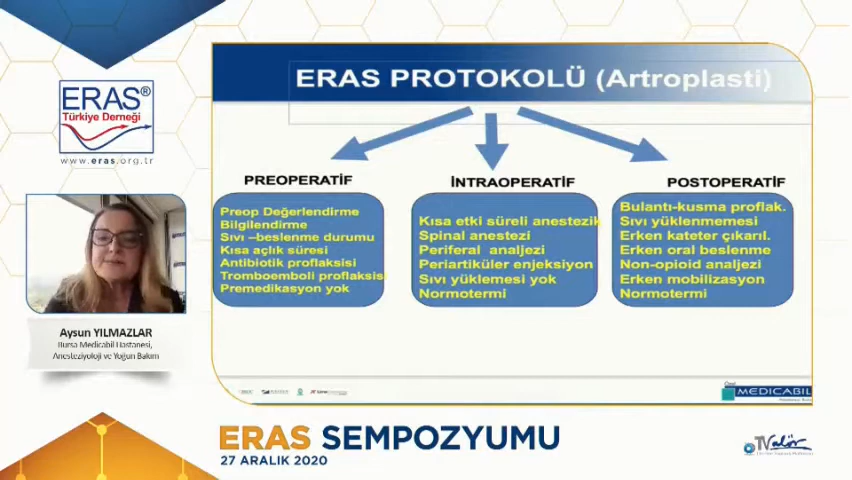 ERAS®
Türkiye Derneği
www.eras.org.tr
Aysun YILMAZLAR
Bursa Medicabil Hastanesi,
Anesteziyoloji ve Yoğun Bakım
ERAS PROTOKOLÜ (Artroplasti)
PREOPERATİF
Preop Değerlendirme
Bilgilendirme
Sıvı –beslenme durumu
Kısa açlık süresi
Antibiotik proflaksisi
Tromboemboli proflaksis
Premedikasyon yok
İNTRAOPERATİF
Kısa etki süreli anestezik
Spinal anestezi
Periferal analjezi
Periartiküler enjeksiyon
Sıvı yüklemesi yok
Normotermi
POSTOPERATİF
Bulantı-kusma proflak.
Sıvı yüklenmemesi
Erken kateter çıkarıl.
Erken oral beslenme
Non-opioid analjezi
Erken mobilizasyon
Normotermi
MEDICABIL
ERAS SEMPOZYUMU
27 ARALIK 2020
TValör